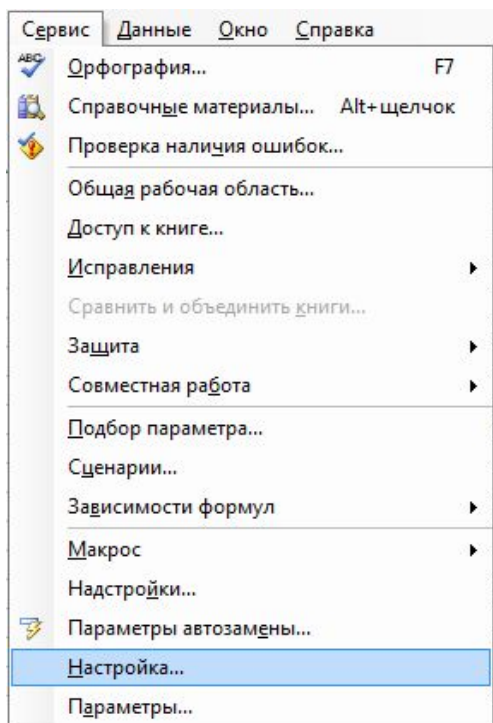 Сервис Данные Окно Справка
ABC Орфография... F7
Справочные материалы... Alt+щелчок
Проверка наличия ошибок...
Общая рабочая область...
Доступ к книге...
Исправления
Сравнить и объединить книги...
Защита
Совместная работа
Подбор параметра...
Сценарии...
Зависимости формул
Макрос
Надстройки...
Параметры автозамены...
Настройка...
Параметры...